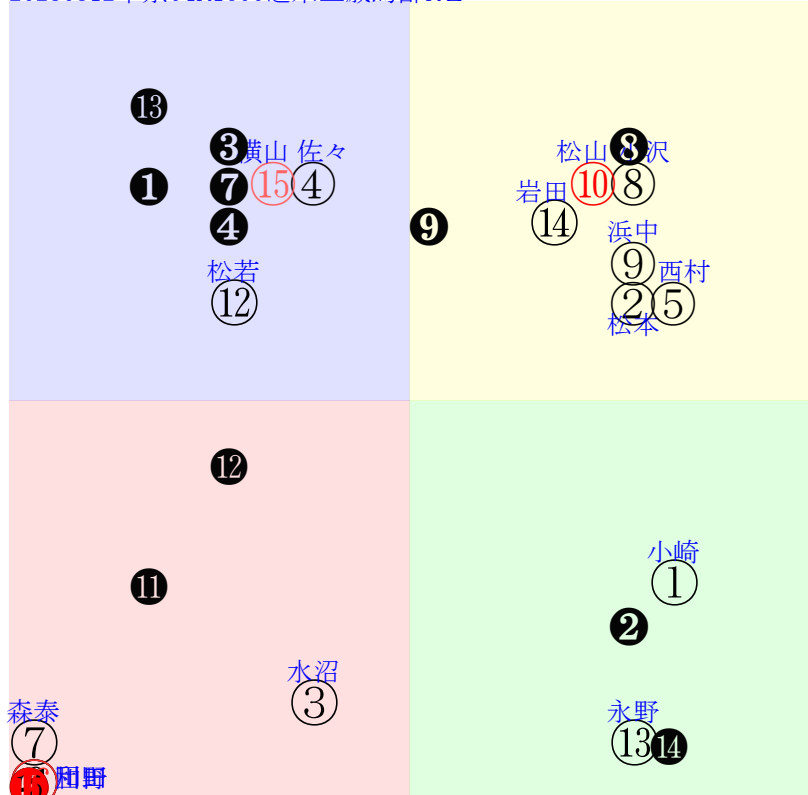 ⓭
❸ 横山 佐々 松山 ❽ 小沢
❶ ❼ ⑮ ④ 岩田 ⑩ ⑧
❹ ❾ ⑭ 浜中
松若 ⑨ 西村
⑫ ② ⑤
松本
⓬
小崎
⓫ ①
❷
水沼
③
森泰 永野
⑦ ⑬ ⓮